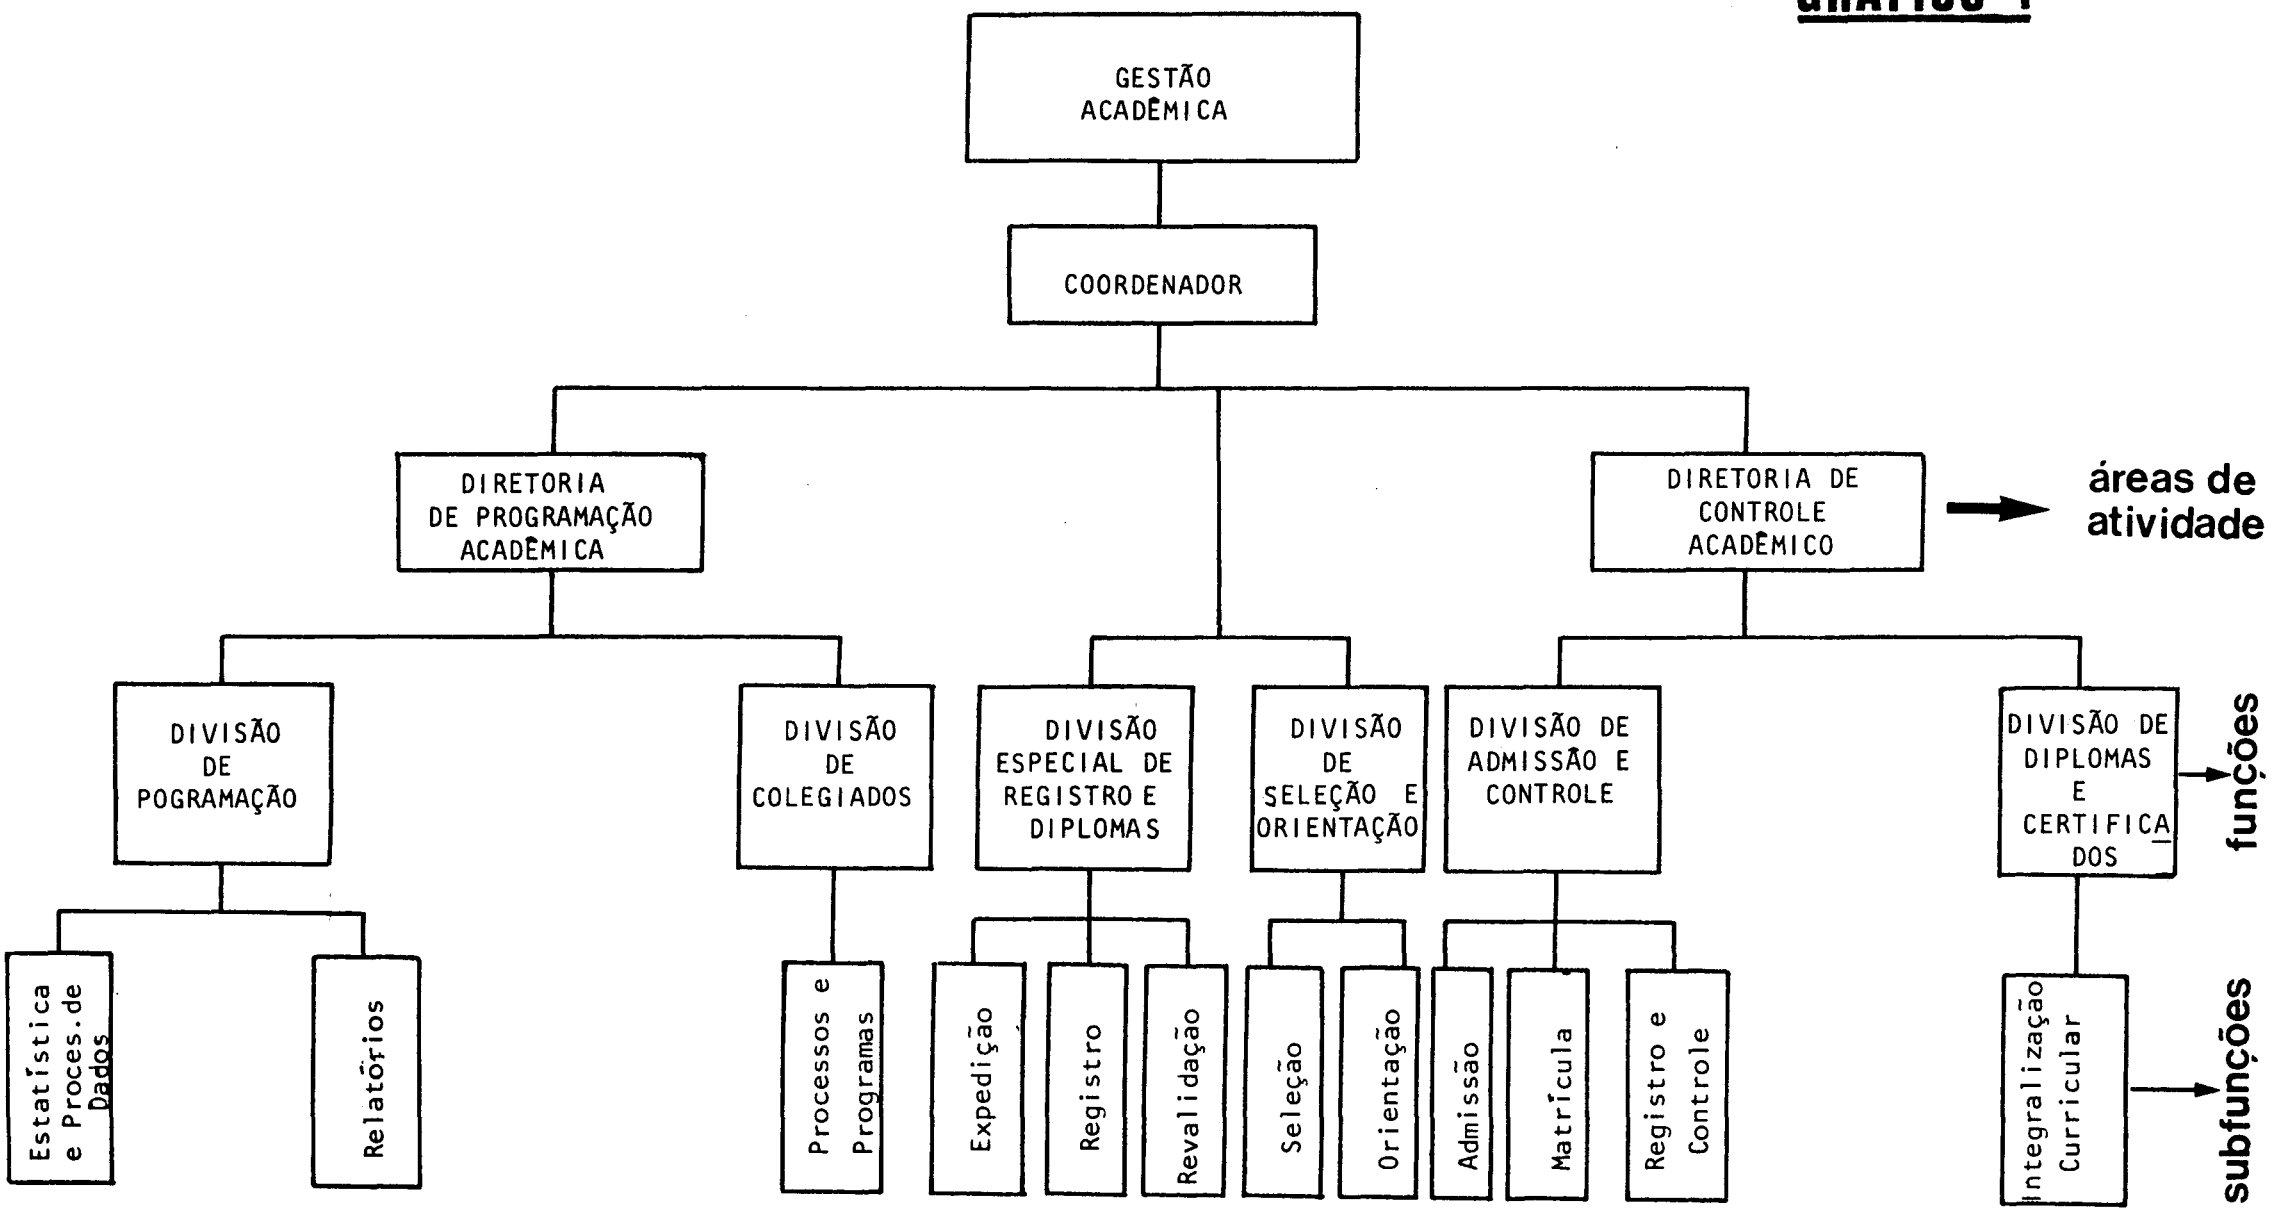 GRÁFICO 1
GESTÃO
ACADÊMICA
COORDENADOR
DIRETORIA
DE PROGRAMAÇÃO
ACADÊMICA
DIRETORIA DE
CONTROLE
ACADÊMICO
áreas de
atividade
DIVISÃO
DE
POGRAMAÇÃO
DIVISÃO
DE
COLEGIADOS
DIVISÃO
ESPECIAL DE
REGISTRO E
DIPLOMAS
DIVISÃO
DE
SELEÇÃO E
ORIENTAÇÃO
DIVISÃO DE
ADMISSÃO E
CONTROLE
DIVISÃO DE
DIPLOMAS
E
CERTIFICA
DOS
funções
Estatística
e Proces.de
Dados
Relatórios
Processos e
Programas
Expedição
Registro
Revalidação
Seleção
Orientação
Admissão
Matrícula
Registro e
Controle
Integralização
Curricular
subfunções